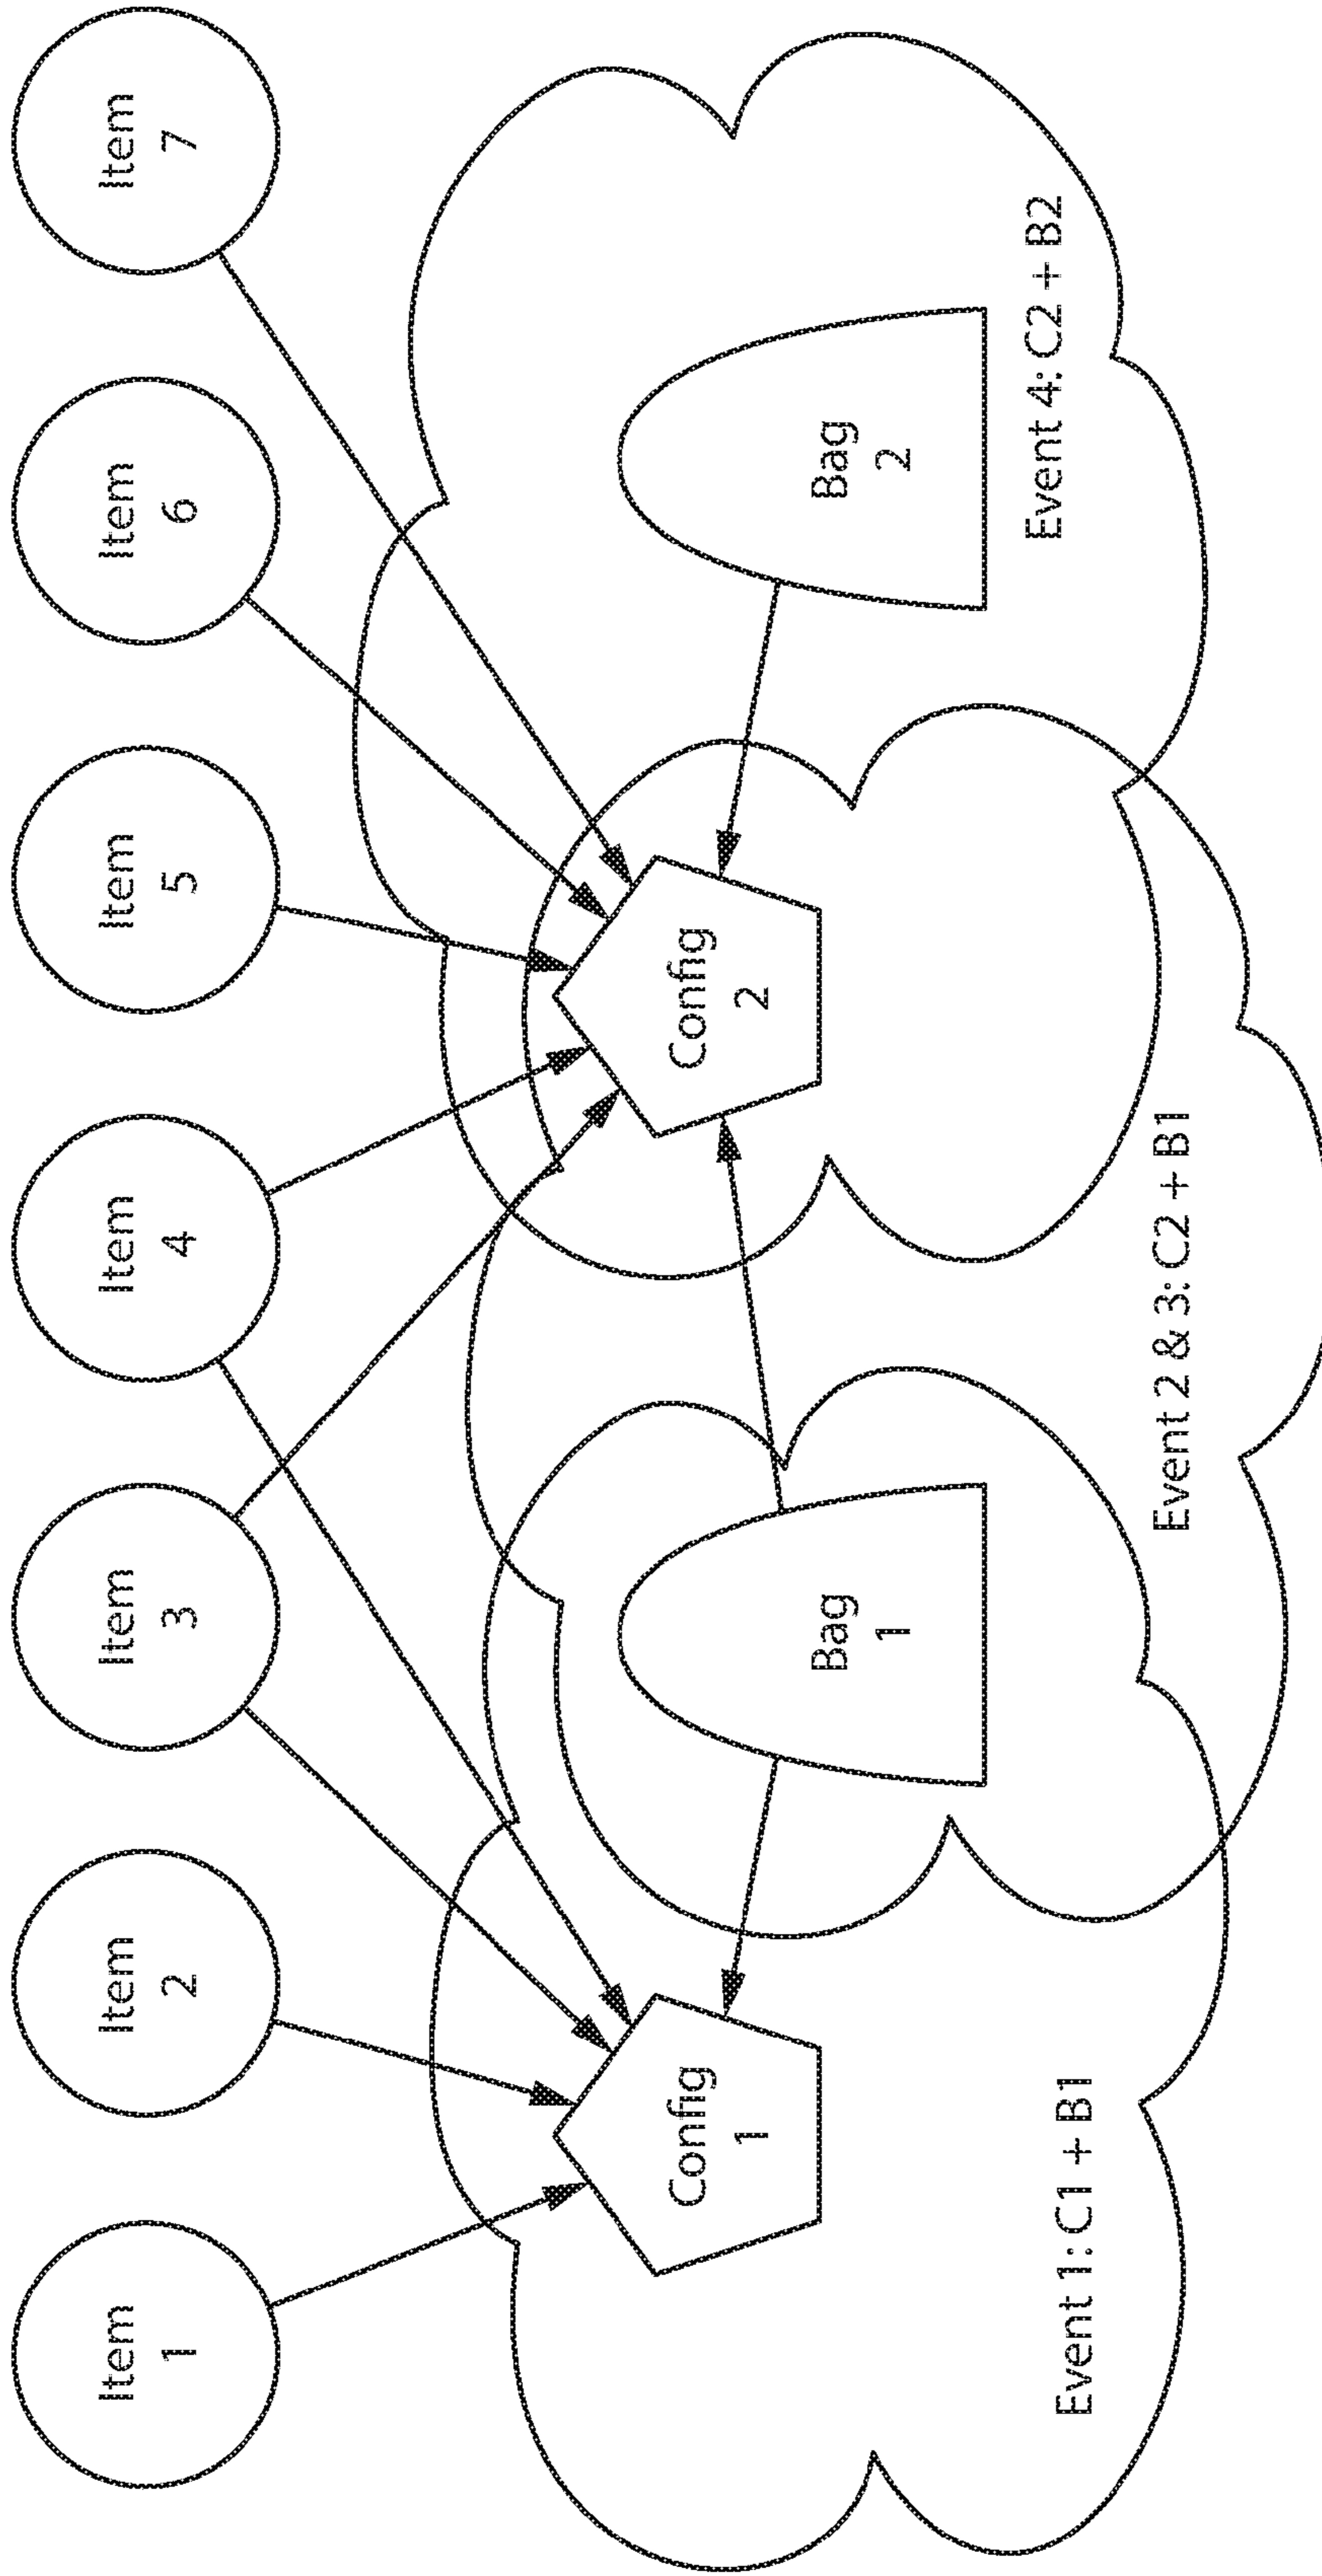 Item
1
Item
2
Item
3
Item
4
Item
5
Item
6
Item
7
Config
1
Bag
1
Config
2
Bag
2
Event 1: C1 + B1
Event 2 & 3: C2 + B1
Event 4: C2 + B2